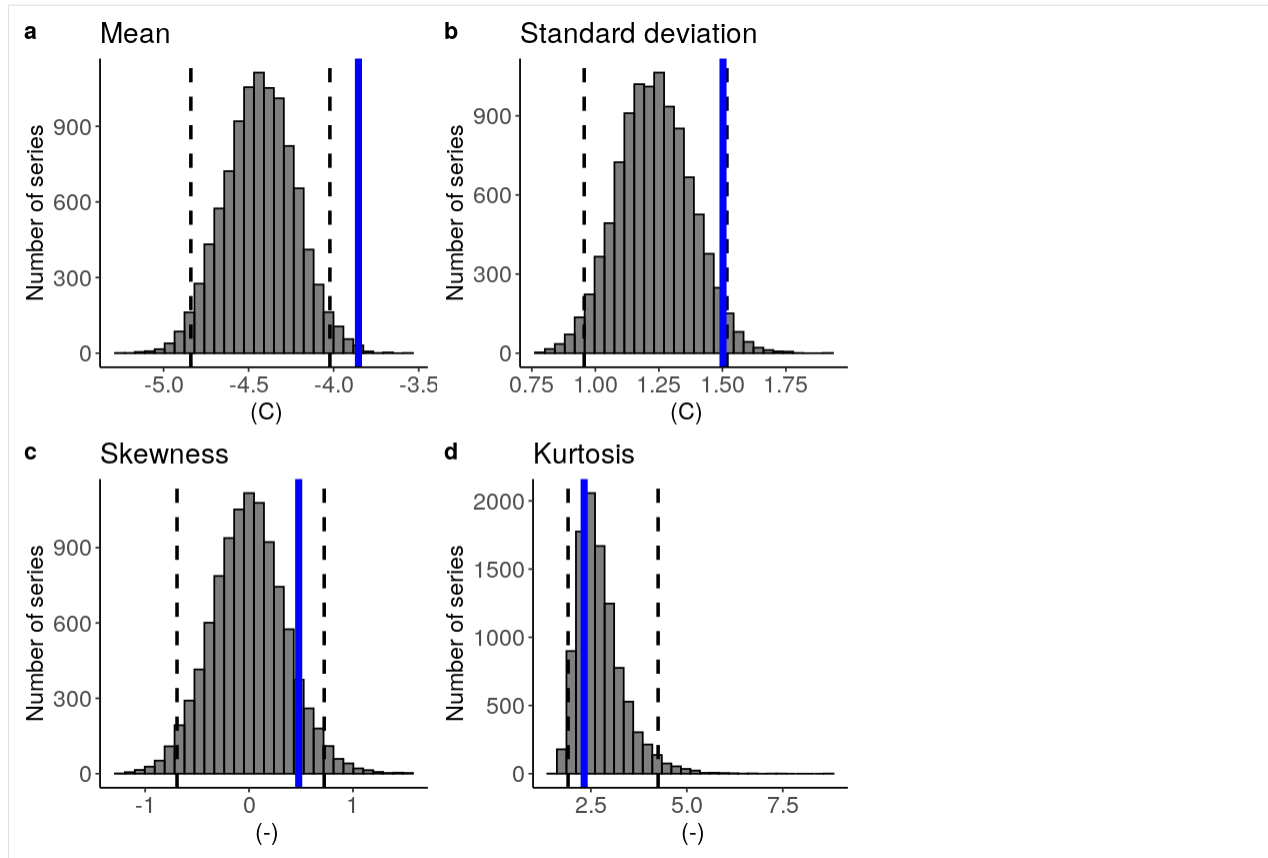 a Mean
Number of series
900
600
300
0
-5.0 -4.5 -4.0 -3.5
(C)
b Standard deviation
Number of series
900
600
300
0
0.75 1.00 1.25 1.50 1.75
(C)
c Skewness
Number of series
900
600
300
0
-1 0 1
(-)
d Kurtosis
Number of series
2000
1500
1000
500
0
2.5 5.0 7.5
(-)